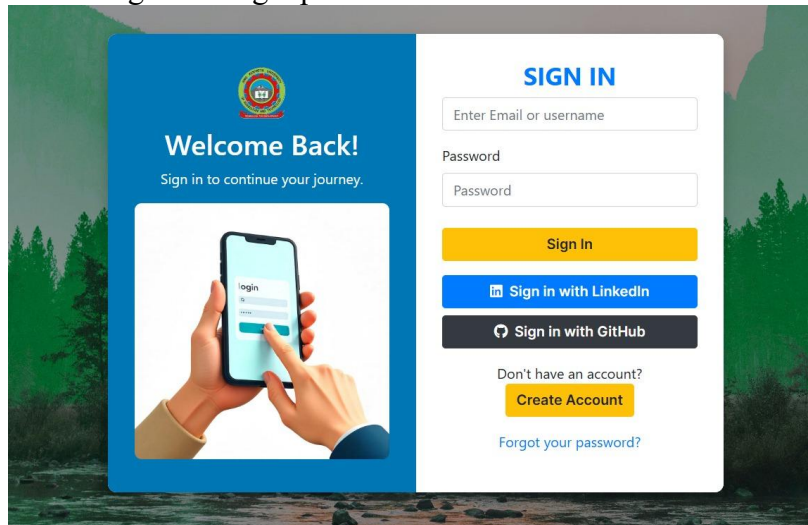 Welcome Back!
Sign in to continue your journey.
login
SIGN IN
Enter Email or username
Password
Password
Sign In
in Sign in with LinkedIn
Sign in with GitHub
Don't have an account?
Create Account
Forgot your password?